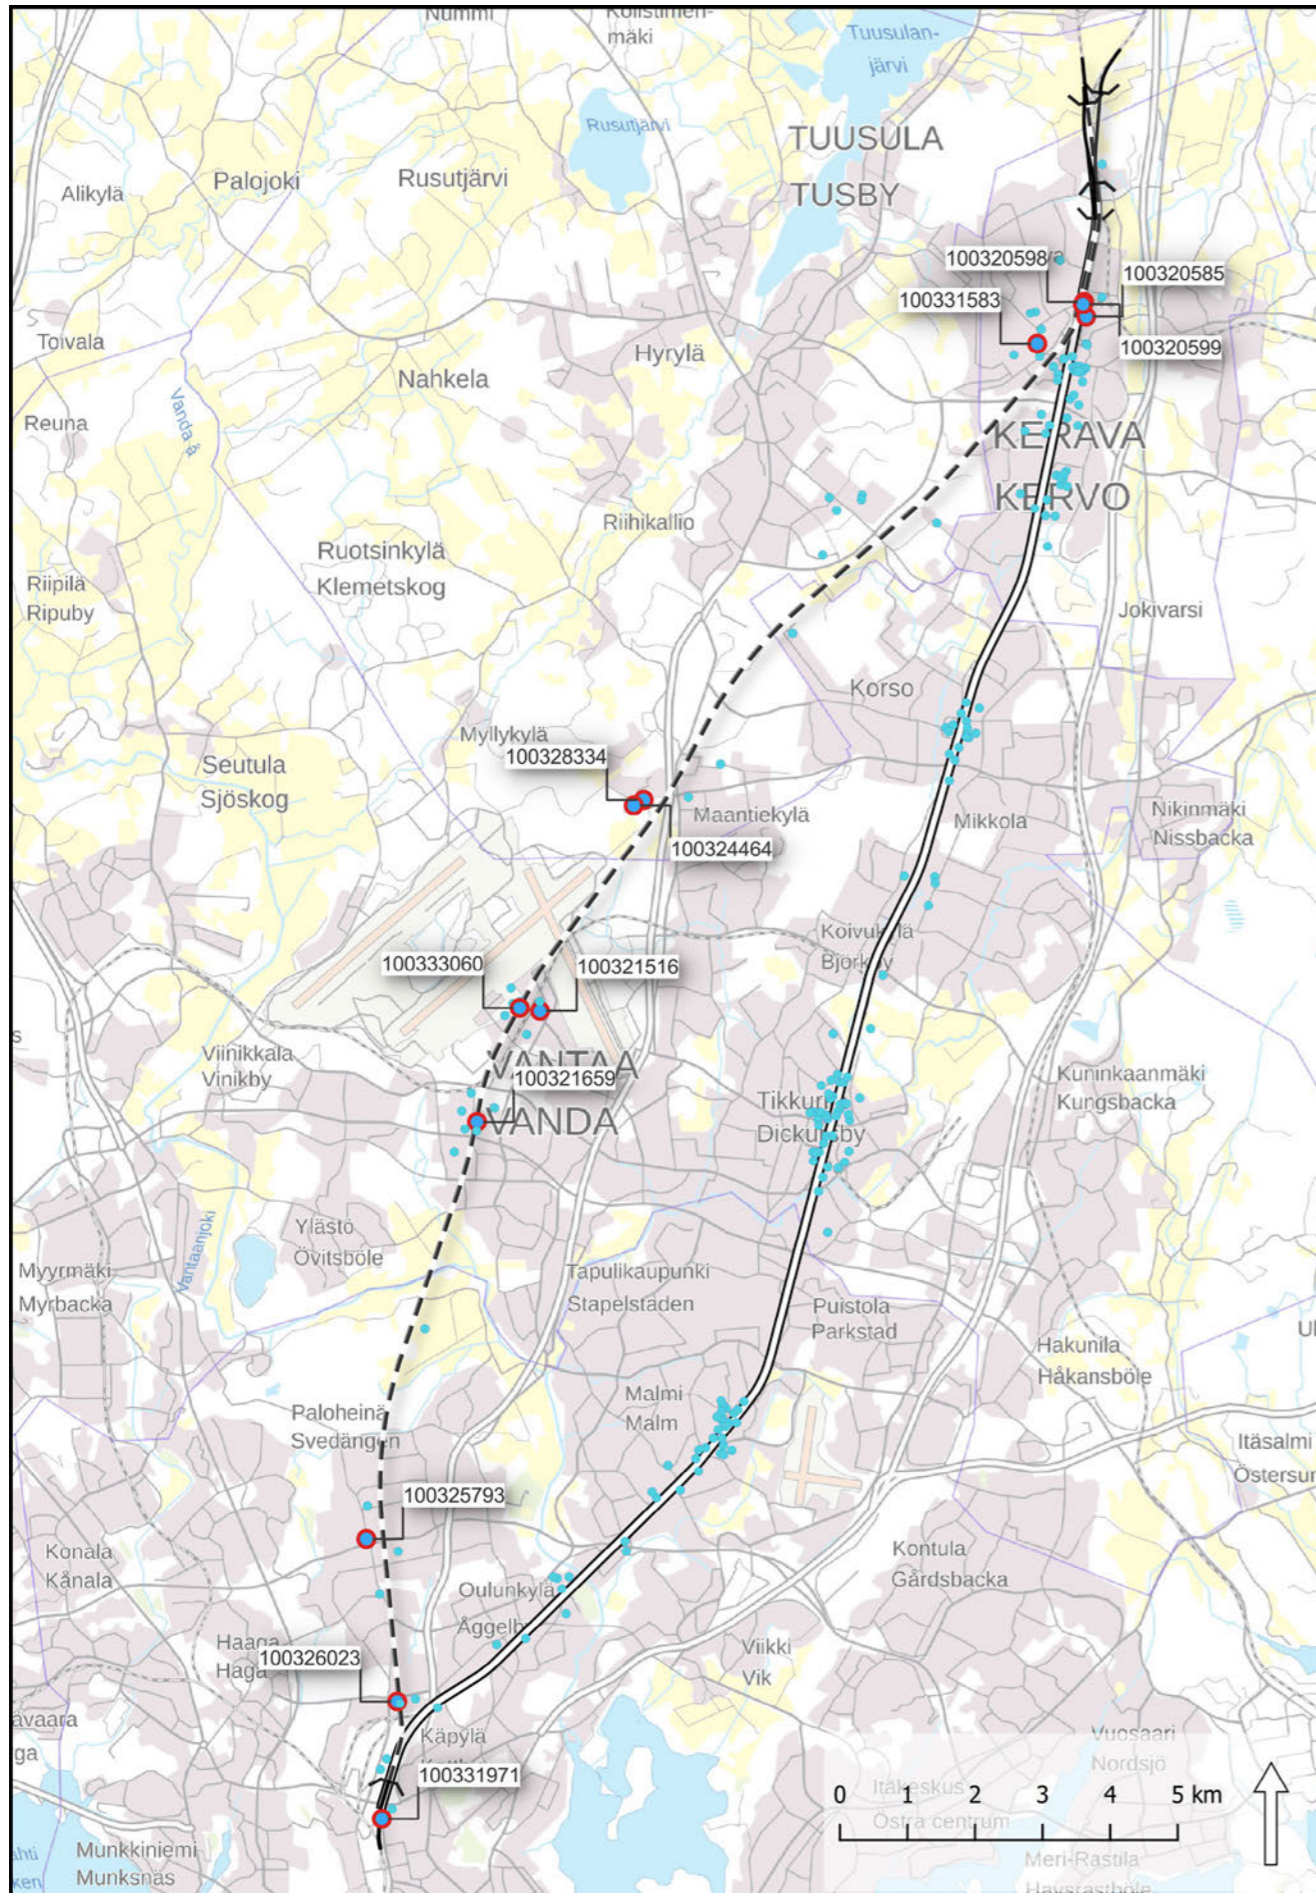 Nummi
mäki
Tuusulan-
järvi
Rusutjärvi
TUUSULA
TUSBY
Alikylä
Palojoki
Rusutjärvi
100320598
100320585
100331583
100320599
Toivala
Hyrylä
Nahkela
Vanda å
Reuna
KERAVA
KERVO
Riihikallio
Ruotsinkylä
Klemetskog
Riipilä
Ripuby
Jokivarsi
Korso
Myllykylä
100328334
Seutula
Sjöskog
Maantiekylä
Mikkola
Nikinmäki
Nissbacka
100324464
100333060
100321516
Viinikkala
Vinikby
VANTAA
VANDA
100321659
Kuninkaanmäki
Kungsbacka
Vantaanjoki
Ylästö
Övitsböle
Myyrmäki
Myrbacka
Tapulikaupunki
Stapelstaden
Puistola
Parkstad
Hakunila
Håkansböle
Malmi
Malm
Paloheinä
Svedängen
Itäsalmi
100325793
Konala
Kånala
Kontula
Gårdsbacka
Oulunkylä
Haaga
Haga
100326023
Viikki
Vik
Käpylä
100331971
Vuosaari
Nordsjö
Itäkeskus
Östra centrum
0 1 2 3 4 5 km
Munkkiniemi
Munksnäs
Meri-Rastila